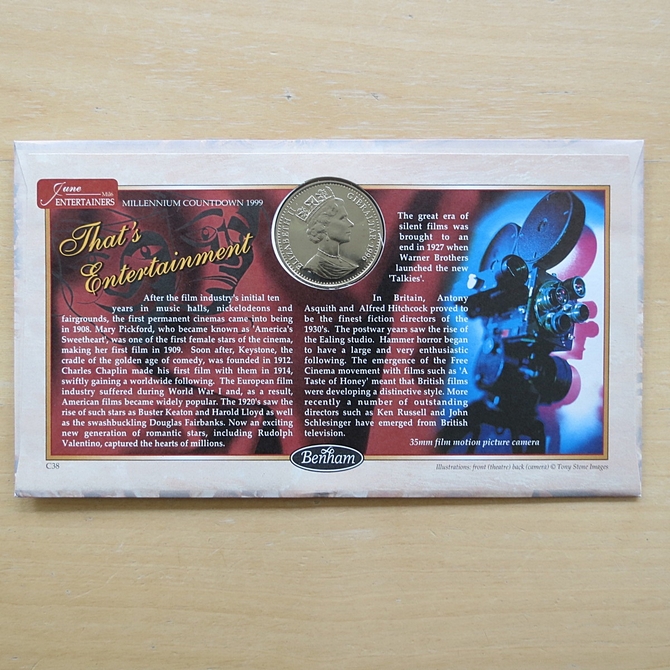 June
M06
ENTERTAINERS
MILLENNIUM COUNTDOWN 1999
That's
Entertainment
ELIZABETH II GIBRALTAR 1998
The great era of
silent films was
brought to an
end in 1927 when
Warner Brothers
launched the new
'Talkies'.
After the film industry's initial ten
years in music halls, nickelodeons and
fairgrounds, the first permanent cinemas came into being
in 1908. Mary Pickford, who became known as 'America's
Sweetheart', was one of the first female stars of the cinema,
making her first film in 1909. Soon after, Keystone, the
cradle of the golden age of comedy, was founded in 1912.
Charles Chaplin made his first film with them in 1914,
swiftly gaining a worldwide following. The European film
industry suffered during World War I and, as a result,
American films became widely popular. The 1920's saw the
rise of such stars as Buster Keaton and Harold Lloyd as well
as the swashbuckling Douglas Fairbanks. Now an exciting
new generation of romantic stars, including Rudolph
Valentino, captured the hearts of millions.
In Britain, Antony
Asquith and Alfred Hitchcock proved to
be the finest fiction directors of the
1930's. The postwar years saw the rise of
the Ealing studio. Hammer horror began
to have a large and very enthusiastic
following. The emergence of the Free
Cinema movement with films such as 'A
Taste of Honey' meant that British films
were developing a distinctive style. More
recently a number of outstanding
directors such as Ken Russell and John
Schlesinger have emerged from British
television.
35mm film motion picture camera
Benham
C38
Illustrations: front (theatre) back (camera) © Tony Stone Images